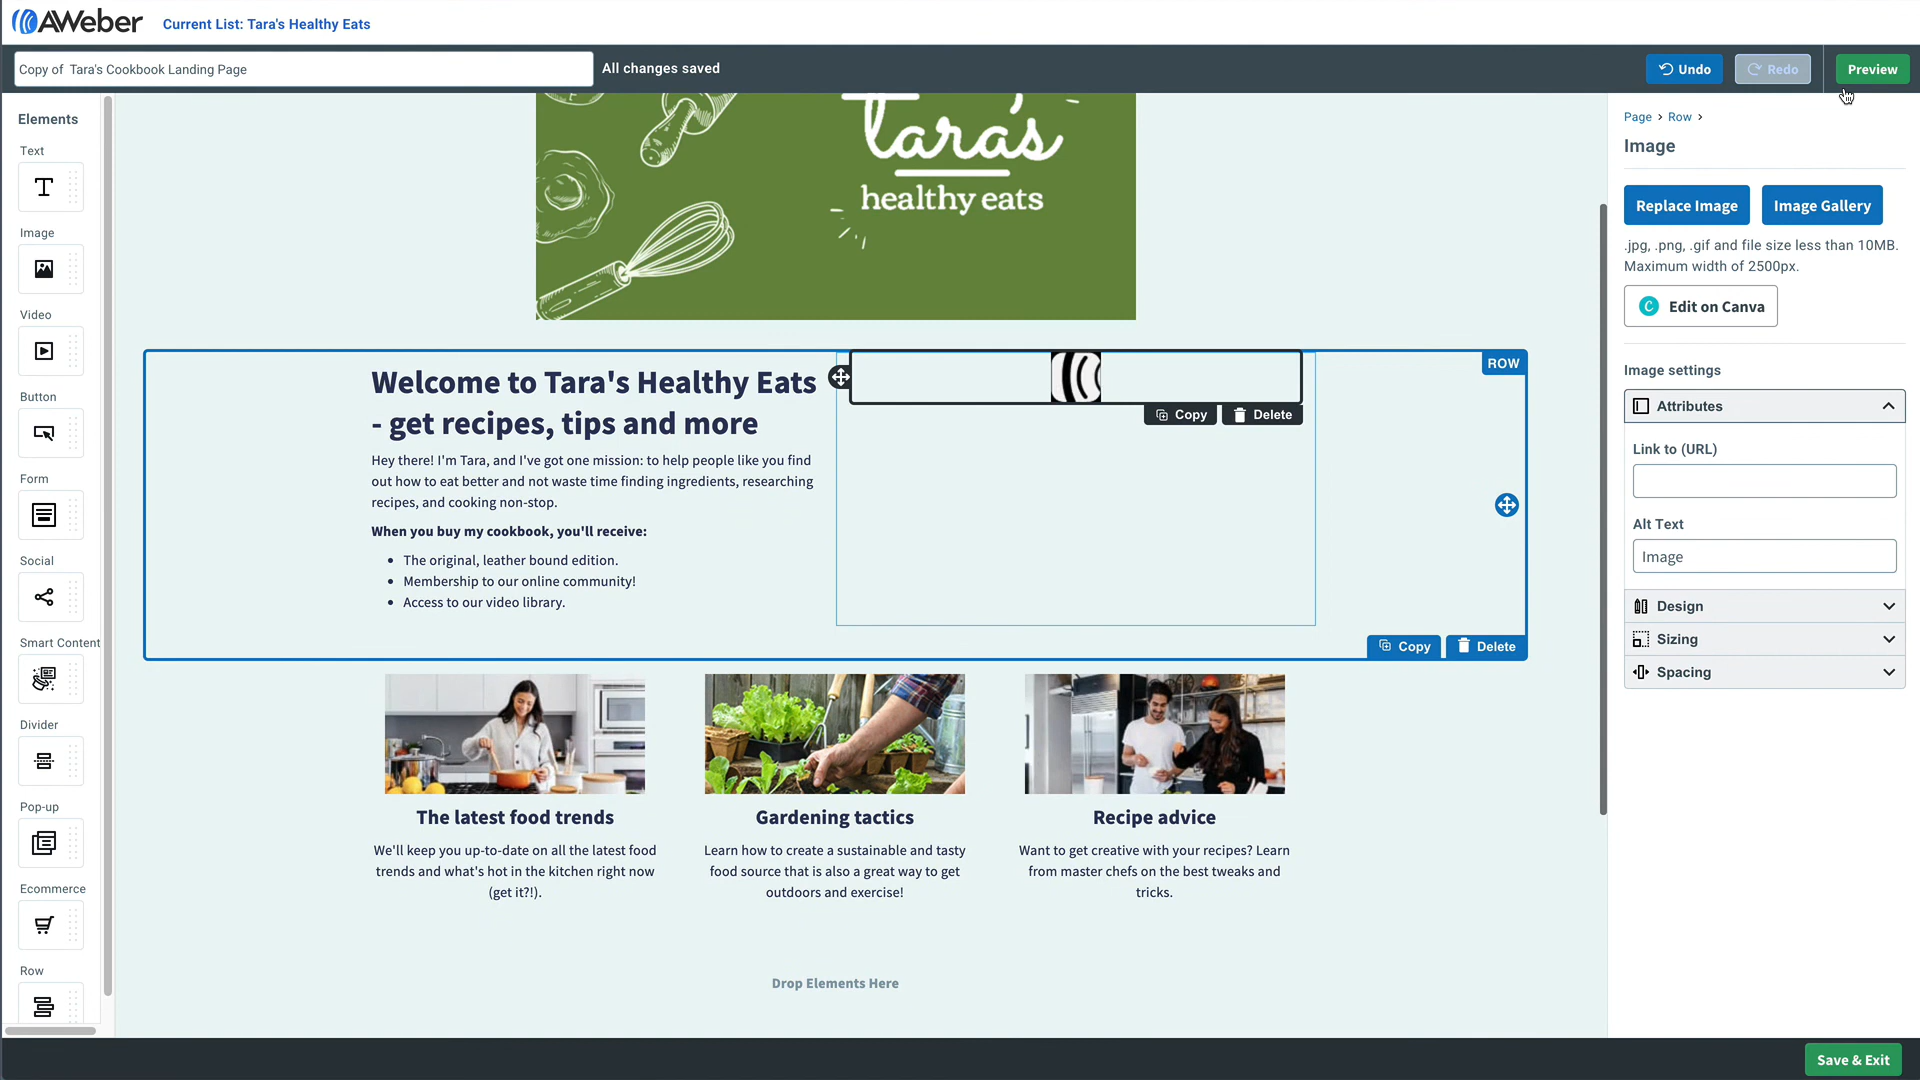 AWeber
Current List: Tara's Healthy Eats
Copy of  Tara's Cookbook Landing Page
All changes saved
Undo
Redo
Preview
Elements
Text
Image
Video
Button
Form
Social
Smart Content
Divider
Pop-up
Ecommerce
Row
tara's
healthy eats
ROW
Welcome to Tara's Healthy Eats
- get recipes, tips and more
Copy
Delete
Hey there! I'm Tara, and I've got one mission: to help people like you find
out how to eat better and not waste time finding ingredients, researching
recipes, and cooking non-stop.
When you buy my cookbook, you'll receive:
• The original, leather bound edition.
• Membership to our online community!
• Access to our video library.
Copy
Delete
The latest food trends
We'll keep you up-to-date on all the latest food
trends and what's hot in the kitchen right now
(get it?!).
Gardening tactics
Learn how to create a sustainable and tasty
food source that is also a great way to get
outdoors and exercise!
Recipe advice
Want to get creative with your recipes? Learn
from master chefs on the best tweaks and
tricks.
Drop Elements Here
Page > Row >
Image
Replace Image
Image Gallery
.jpg, .png, .gif and file size less than 10MB.
Maximum width of 2500px.
C Edit on Canva
Image settings
Attributes
Link to (URL)
Alt Text
Image
Design
Sizing
Spacing
Save & Exit